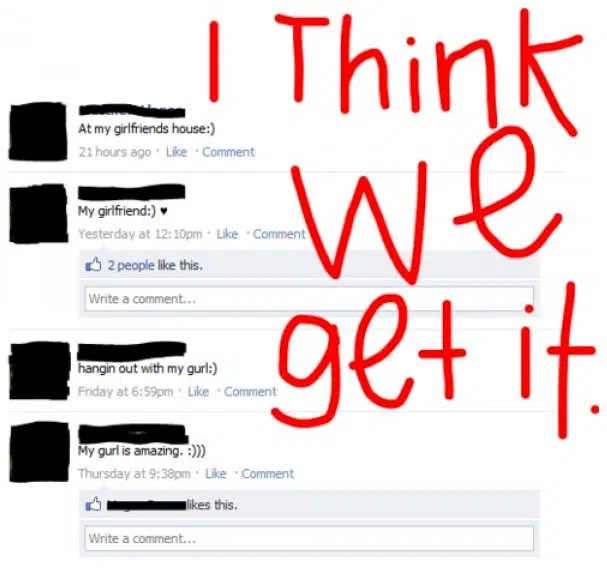 I Think
we
get it.
At my girlfriends house:)
21 hours ago · Like · Comment
My girlfriend:) ♥
Yesterday at 12:10pm · Like · Comment
2 people like this.
Write a comment...
hangin out with my gurl:)
Friday at 6:59pm · Like · Comment
My gurl is amazing. :)))
Thursday at 9:38pm · Like · Comment
likes this.
Write a comment...